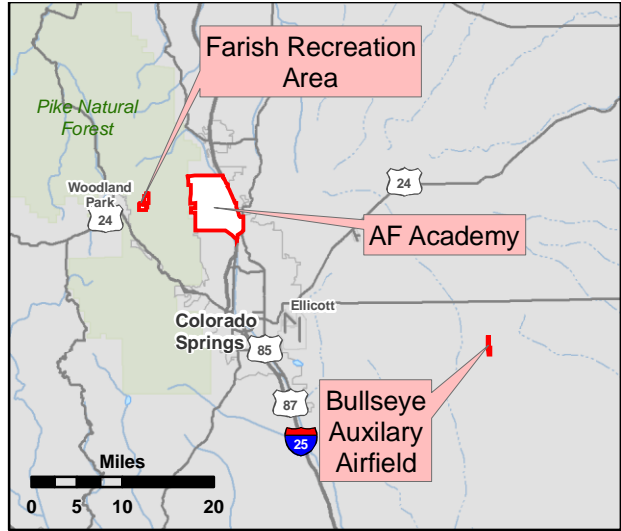 Farish Recreation
Area
Pike Natural
Forest
Woodland
Park
24
24
AF Academy
Ellicott
Colorado
Springs
85
87
25
Bullseye
Auxilary
Airfield
Miles
0 5 10 20